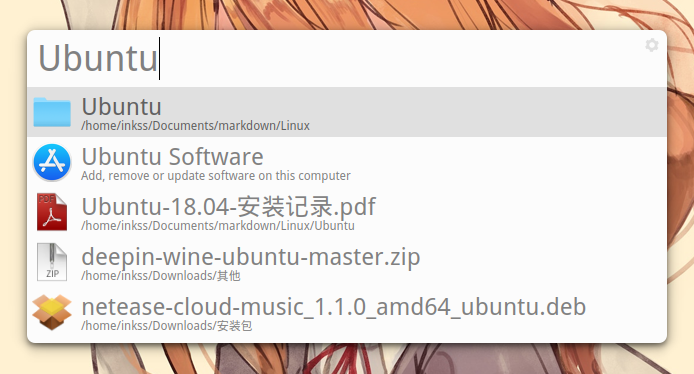 Ubuntu
Ubuntu
/home/inkss/Documents/markdown/Linux
Ubuntu Software
Add, remove or update software on this computer
PDF
Ubuntu-18.04-安装记录.pdf
/home/inkss/Documents/markdown/Linux/Ubuntu
ZIP
deepin-wine-ubuntu-master.zip
/home/inkss/Downloads/其他
netease-cloud-music_1.1.0_amd64_ubuntu.deb
/home/inkss/Downloads/安装包